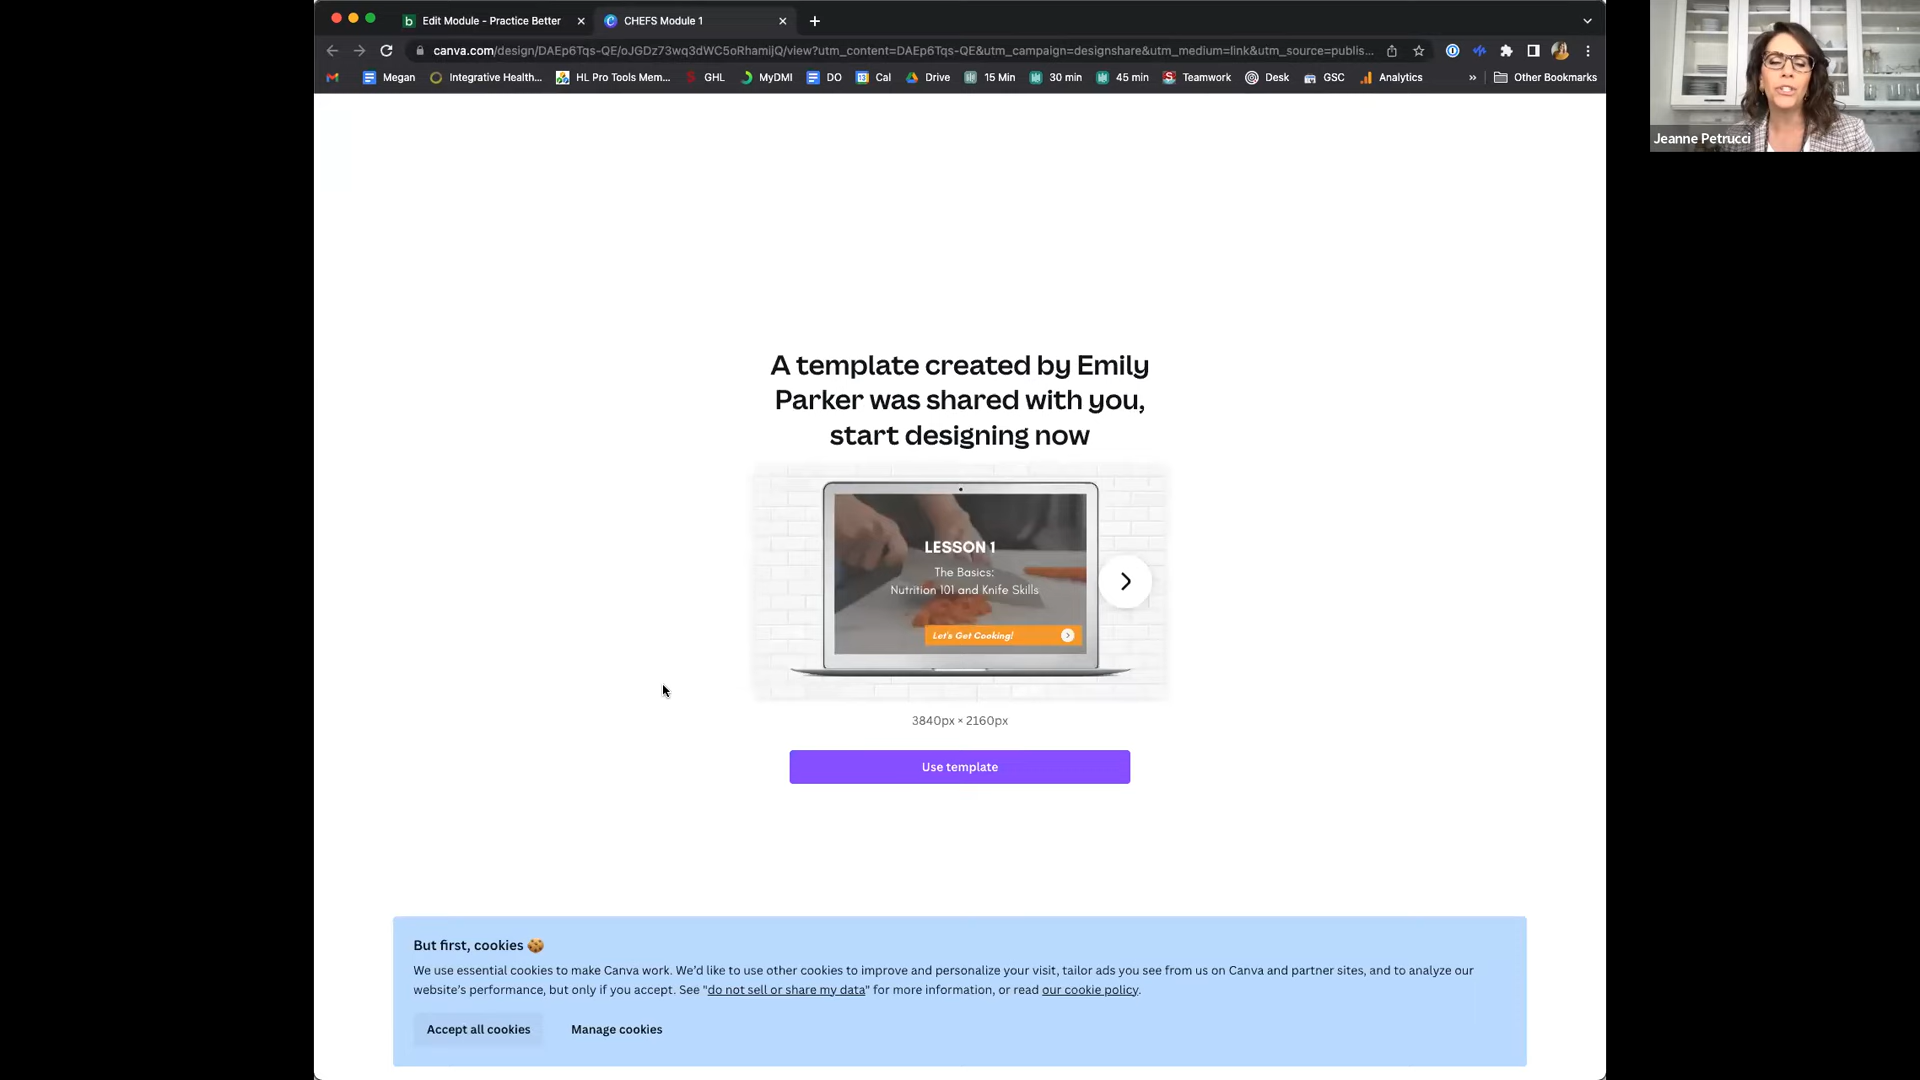 Edit Module - Practice Better
CHEFS Module 1
canva.com/design/DAEp6Tqs-QE/oJGDz73wq3dWC5oRhamijQ/view?utm_content=DAEp6Tqs-QE&utm_campaign=designshare&utm_medium=link&utm_source=publis...
Megan
Integrative Health...
HL Pro Tools Mem...
GHL
MyDMI
DO
Cal
Drive
15 Min
30 min
45 min
Teamwork
Desk
GSC
Analytics
»
Other Bookmarks
Jeanne Petrucci
A template created by Emily
Parker was shared with you,
start designing now
LESSON 1
The Basics:
Nutrition 101 and Knife Skills
Let's Get Cooking!
3840px × 2160px
Use template
But first, cookies 🍪
We use essential cookies to make Canva work. We'd like to use other cookies to improve and personalize your visit, tailor ads you see from us on Canva and partner sites, and to analyze our
website's performance, but only if you accept. See "do not sell or share my data" for more information, or read our cookie policy.
Accept all cookies
Manage cookies